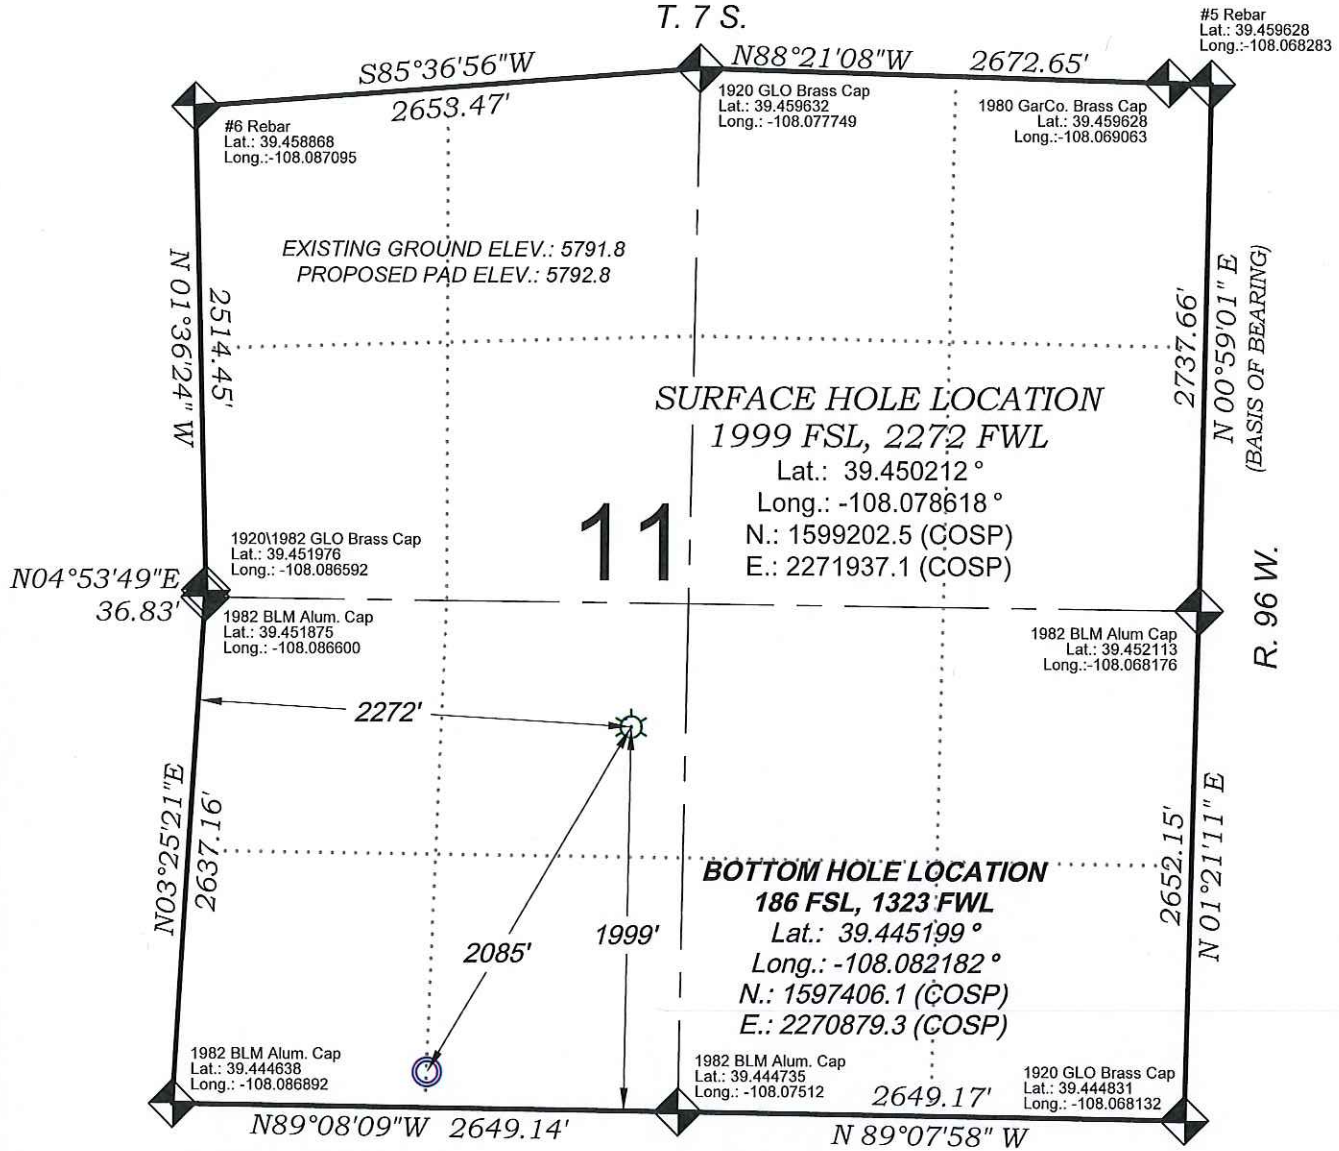 T. 7 S.
#5 Rebar
Lat.: 39.459628
Long:-108.068283
S85°36'56"W
2653.47'
N88°21'08"W 2672.65'
1920 GLO Brass Cap
Lat.: 39.459632
Long.: -108.077749
1980 GarCo. Brass Cap
Lat.: 39.459628
Long.: -108.069063
#6 Rebar
Lat.: 39.458868
Long.:-108.087095
EXISTING GROUND ELEV.: 5791.8
PROPOSED PAD ELEV.: 5792.8
N 01°36'24" W
2514.45'
2737.66'
N 00°59'01" E
(BASIS OF BEARING)
SURFACE HOLE LOCATION
1999 FSL, 2272 FWL
Lat.: 39.450212°
Long.: -108.078618°
N.: 1599202.5 (COSP)
E.: 2271937.1 (COSP)
11
1920\1982 GLO Brass Cap
Lat.: 39.451976
Long.: -108.086592
N04°53'49"E
36.83'
1982 BLM Alum. Cap
Lat.: 39.451875
Long.: -108.086600
R. 96 W.
1982 BLM Alum Cap
Lat.: 39.452113
Long.:-108.068176
2272'
N03°25'21"E
2637.16'
2085'
1999'
2652.15'
N 01°21'11" E
BOTTOM HOLE LOCATION
186 FSL, 1323 FWL
Lat.: 39.445199°
Long.: -108.082182°
N.: 1597406.1 (COSP)
E.: 2270879.3 (COSP)
1982 BLM Alum. Cap
Lat.: 39.444638
Long.: -108.086892
1982 BLM Alum. Cap
Lat.: 39.444735
Long.: -108.07512
1920 GLO Brass Cap
Lat.: 39.444831
Long.: -108.068132
N89°08'09"W 2649.14'
2649.17'
N 89°07'58" W